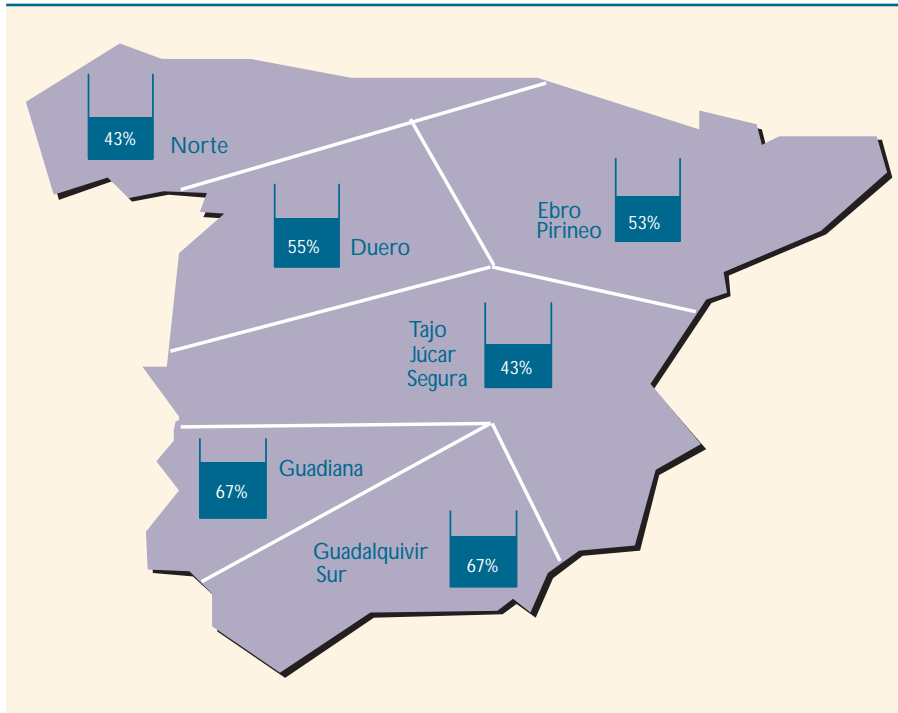 43%
Norte
55%
Duero
Ebro
Pirineo
53%
Tajo
Júcar
Segura
43%
67%
Guadiana
Guadalquivir
Sur
67%